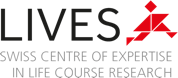 LIVES
SWISS CENTRE OF EXPERTISE
IN LIFE COURSE RESEARCH